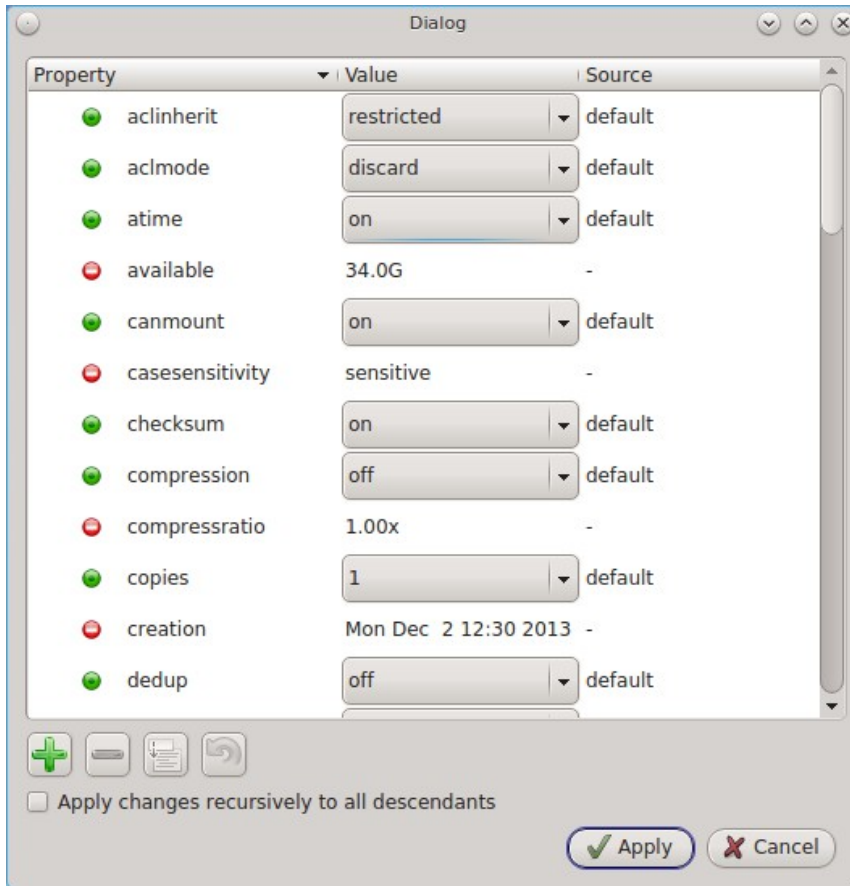 Dialog
Property Value Source
aclinherit restricted default
aclmode discard default
atime on default
available 34.0G -
canmount on default
casesensitivity sensitive -
checksum on default
compression off default
compressratio 1.00x -
copies 1 default
creation Mon Dec  2 12:30 2013 -
dedup off default
Apply changes recursively to all descendants
Apply Cancel